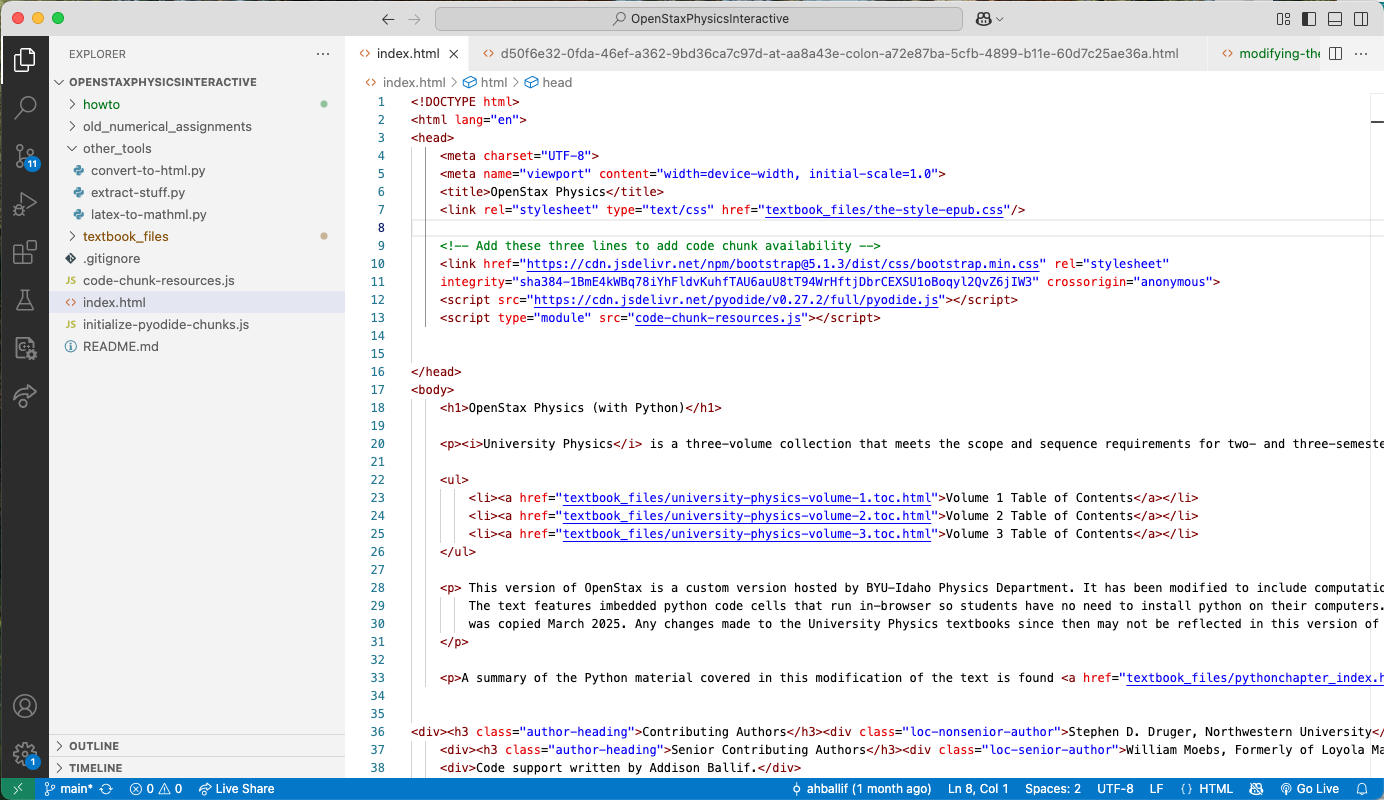 OpenStaxPhysicsInteractive
EXPLORER
OPENSTAXPHYSICSINTERACTIVE
howto
old_numerical_assignments
other_tools
convert-to-html.py
extract-stuff.py
latex-to-mathml.py
textbook_files
.gitignore
JS code-chunk-resources.js
index.html
JS initialize-pyodide-chunks.js
README.md
OUTLINE
TIMELINE
11
1
index.html
d50f6e32-0fda-46ef-a362-9bd36ca7c97d-at-aa8a43e-colon-a72e87ba-5cfb-4899-b11e-60d7c25ae36a.html
modifying-the
index.html > html > head
1 <!DOCTYPE html>
2 <html lang="en">
3 <head>
4 <meta charset="UTF-8">
5 <meta name="viewport" content="width=device-width, initial-scale=1.0">
6 <title>OpenStax Physics</title>
7 <link rel="stylesheet" type="text/css" href="textbook_files/the-style-epub.css"/>
8
9 <!-- Add these three lines to add code chunk availability -->
10 <link href="https://cdn.jsdelivr.net/npm/bootstrap@5.1.3/dist/css/bootstrap.min.css" rel="stylesheet"
11 integrity="sha384-1BmE4kWBq78iYhFldvKuhfTAU6auU8tT94WrHftjDbrCEXSU1oBoqyl2QvZ6jIW3" crossorigin="anonymous">
12 <script src="https://cdn.jsdelivr.net/pyodide/v0.27.2/full/pyodide.js"></script>
13 <script type="module" src="code-chunk-resources.js"></script>
14
15
16 </head>
17 <body>
18 <h1>OpenStax Physics (with Python)</h1>
19
20 <p><i>University Physics</i> is a three-volume collection that meets the scope and sequence requirements for two- and three-semeste
21
22 <ul>
23 <li><a href="textbook_files/university-physics-volume-1.toc.html">Volume 1 Table of Contents</a></li>
24 <li><a href="textbook_files/university-physics-volume-2.toc.html">Volume 2 Table of Contents</a></li>
25 <li><a href="textbook_files/university-physics-volume-3.toc.html">Volume 3 Table of Contents</a></li>
26 </ul>
27
28 <p> This version of OpenStax is a custom version hosted by BYU-Idaho Physics Department. It has been modified to include computatio
29 The text features imbedded python code cells that run in-browser so students have no need to install python on their computers.
30 was copied March 2025. Any changes made to the University Physics textbooks since then may not be reflected in this version of
31 </p>
32
33 <p>A summary of the Python material covered in this modification of the text is found <a href="textbook_files/pythonchapter_index.h
34
35
36 <div><h3 class="author-heading">Contributing Authors</h3><div class="loc-nonsenior-author">Stephen D. Druger, Northwestern University</
37 <div><h3 class="author-heading">Senior Contributing Authors</h3><div class="loc-senior-author">William Moebs, Formerly of Loyola Ma
38 <div>Code support written by Addison Ballif.</div>
main* 0 0 Live Share ahballif (1 month ago) Ln 8, Col 1 Spaces: 2 UTF-8 LF {} HTML Go Live